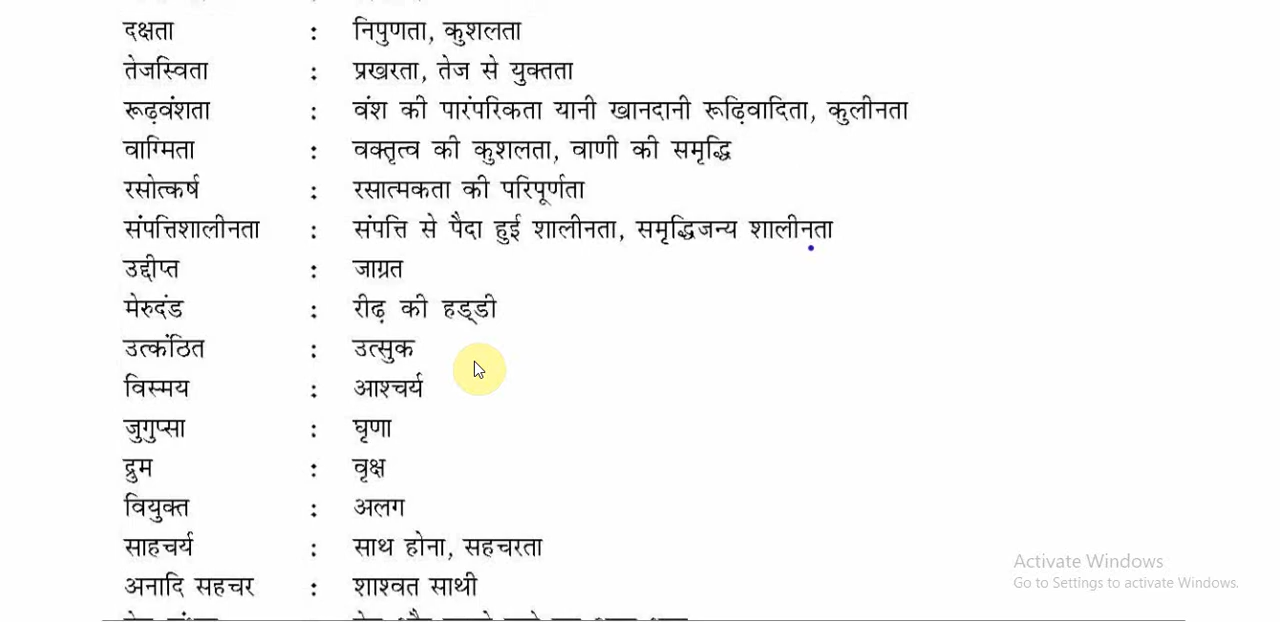 दक्षता : निपुणता, कुशलता
तेजस्विता : प्रखरता, तेज से युक्तता
रूढ़वंशता : वंश की पारंपरिकता यानी खानदानी रूढ़िवादिता, कुलीनता
वाग्मिता : वक्तृत्व की कुशलता, वाणी की समृद्धि
रसोत्कर्ष : रसात्मकता की परिपूर्णता
संपत्तिशालीनता : संपत्ति से पैदा हुई शालीनता, समृद्धिजन्य शालीनता
उद्दीप्त : जाग्रत
मेरुदंड : रीढ़ की हड्डी
उत्कंठित : उत्सुक
विस्मय : आश्चर्य
जुगुप्सा : घृणा
द्रुम : वृक्ष
वियुक्त : अलग
साहचर्य : साथ होना, सहचरता
अनादि सहचर : शाश्वत साथी
Activate Windows
Go to Settings to activate Windows.